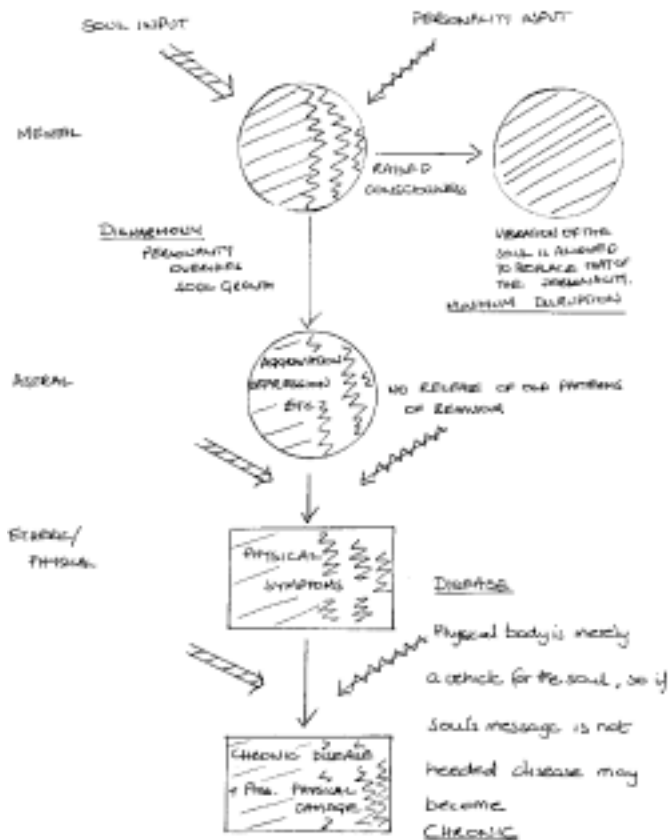 SOUL INPUT
PERSONALITY INPUT
MENTAL
RAISED
CONSCIOUSNESS
DISHARMONY
PERSONALITY
OVERRIDES
SOUL GROWTH
VIBRATION OF THE
SOUL IS ALLOWED
TO REPLACE THAT OF
THE PERSONALITY.
MINIMUM DISRUPTION
ASTRAL
DEPRESSION
ETC
NO RELEASE OF OLD PATTERNS
OF BEHAVIOUR
ETHERIC/
PHYSICAL
PHYSICAL
SYMPTOMS
DISEASE
Physical body is merely
a vehicle for the soul, so if
soul's message is not
heeded disease may
become
CHRONIC
CHRONIC DISEASE
+ POSS. PHYSICAL
DAMAGE